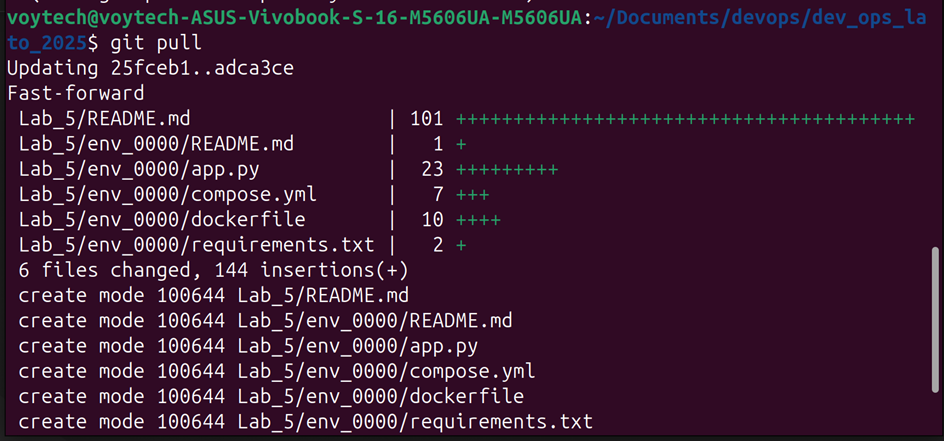 voytech@voytech-ASUS-Vivobook-S-16-M5606UA-M5606UA:~/Documents/devops/dev_ops_la
to_2025$ git pull
Updating 25fceb1..adca3ce
Fast-forward
 Lab_5/README.md                 | 101 ++++++++++++++++++++++++++++++++++++++++
 Lab_5/env_0000/README.md        |   1 +
 Lab_5/env_0000/app.py           |  23 +++++++++
 Lab_5/env_0000/compose.yml      |   7 +++
 Lab_5/env_0000/dockerfile       |  10 ++++
 Lab_5/env_0000/requirements.txt |   2 +
 6 files changed, 144 insertions(+)
 create mode 100644 Lab_5/README.md
 create mode 100644 Lab_5/env_0000/README.md
 create mode 100644 Lab_5/env_0000/app.py
 create mode 100644 Lab_5/env_0000/compose.yml
 create mode 100644 Lab_5/env_0000/dockerfile
 create mode 100644 Lab_5/env_0000/requirements.txt